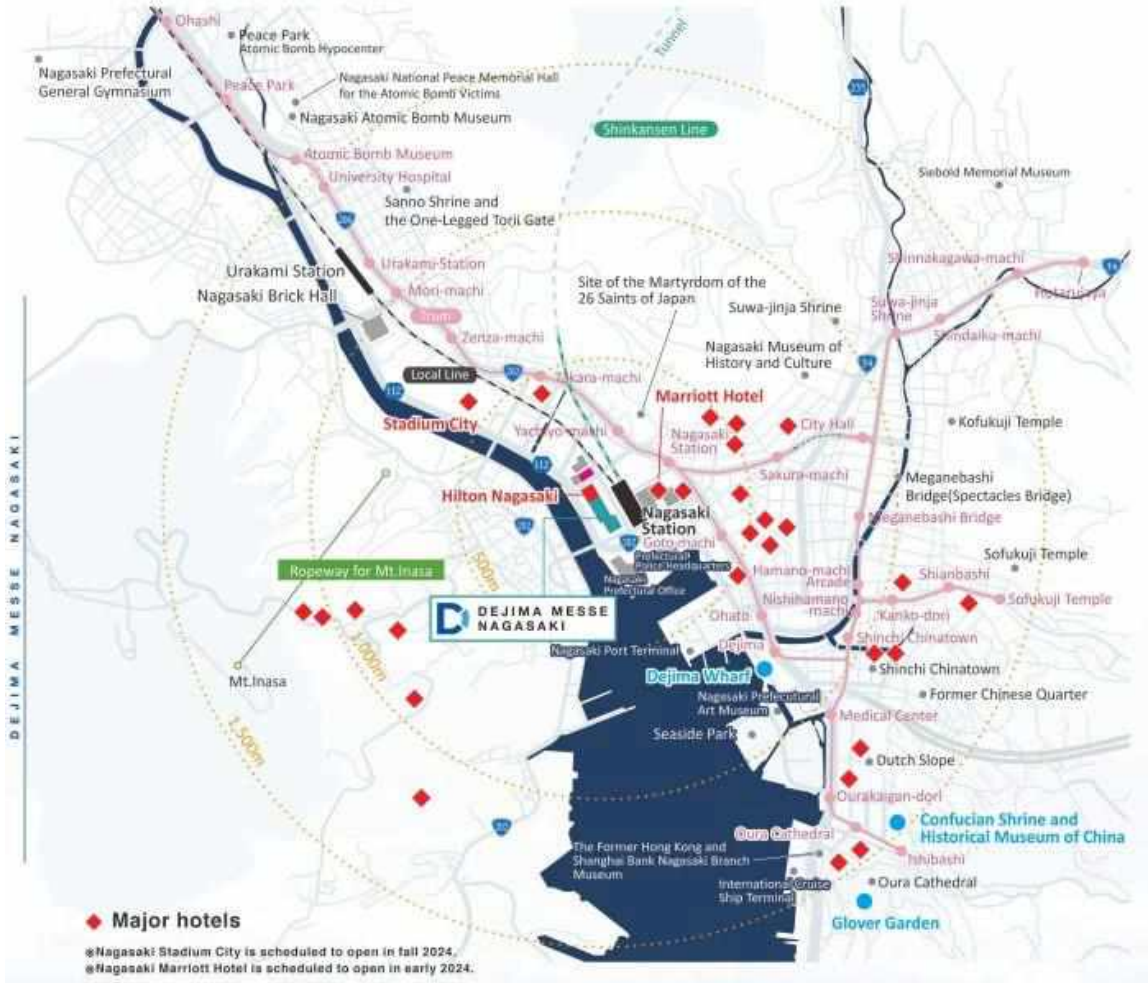 Ohashi
Peace Park
Atomic Bomb Hypocenter
Nagasaki Prefectural
General Gymnasium
Peace Park
Nagasaki National Peace Memorial Hall
for the Atomic Bomb Victims
Nagasaki Atomic Bomb Museum
Tunnel
Shinkansen Line
Atomic Bomb Museum
University Hospital
Sanno Shrine and
the One-Legged Torii Gate
206
Siebold Memorial Museum
Urakami Station
Urakami-Station
Nagasaki Brick Hall
Mori-machi
Tram
Zenza-machi
Site of the Martyrdom of the
26 Saints of Japan
Suwa-jinja Shrine
Nagasaki Museum of
History and Culture
Shinnakagawa-machi
Suwa-jinja
Shrine
Shindaiku-machi
34
Local Line
202
Takara-machi
112
Stadium City
Marriott Hotel
Yachiyo-machi
Nagasaki
Station
City Hall
Sakura-machi
Kofukuji Temple
112
Hilton Nagasaki
Nagasaki
Station
Meganebashi
Bridge(Spectacles Bridge)
Meganebashi Bridge
202
Goto-machi
Prefectural
Police Headquarters
Nagasaki
Prefectural Office
Ropeway for Mt.Inasa
500m
DEJIMA MESSE
NAGASAKI
Hamano-machi
Arcade
Nishihamano
machi
Sofukuji Temple
Shianbashi
Kanko-dori
Sofukuji Temple
Ohato
Dejima
Shinchi Chinatown
Nagasaki Port Terminal
Dejima Wharf
Shinchi Chinatown
1,000m
Mt.Inasa
1,500m
Nagasaki Prefecutural
Art Museum
Former Chinese Quarter
Medical Center
Seaside Park
Dutch Slope
Ourakaigan-dori
Confucian Shrine and
Historical Museum of China
Oura Cathedral
Ishibashi
The Former Hong Kong and
Shanghai Bank Nagasaki Branch
Museum
International Cruise
Ship Terminal
Oura Cathedral
Glover Garden
DEJIMA MESSE NAGASAKI
Major hotels
※Nagasaki Stadium City is scheduled to open in fall 2024.
※Nagasaki Marriott Hotel is scheduled to open in early 2024.